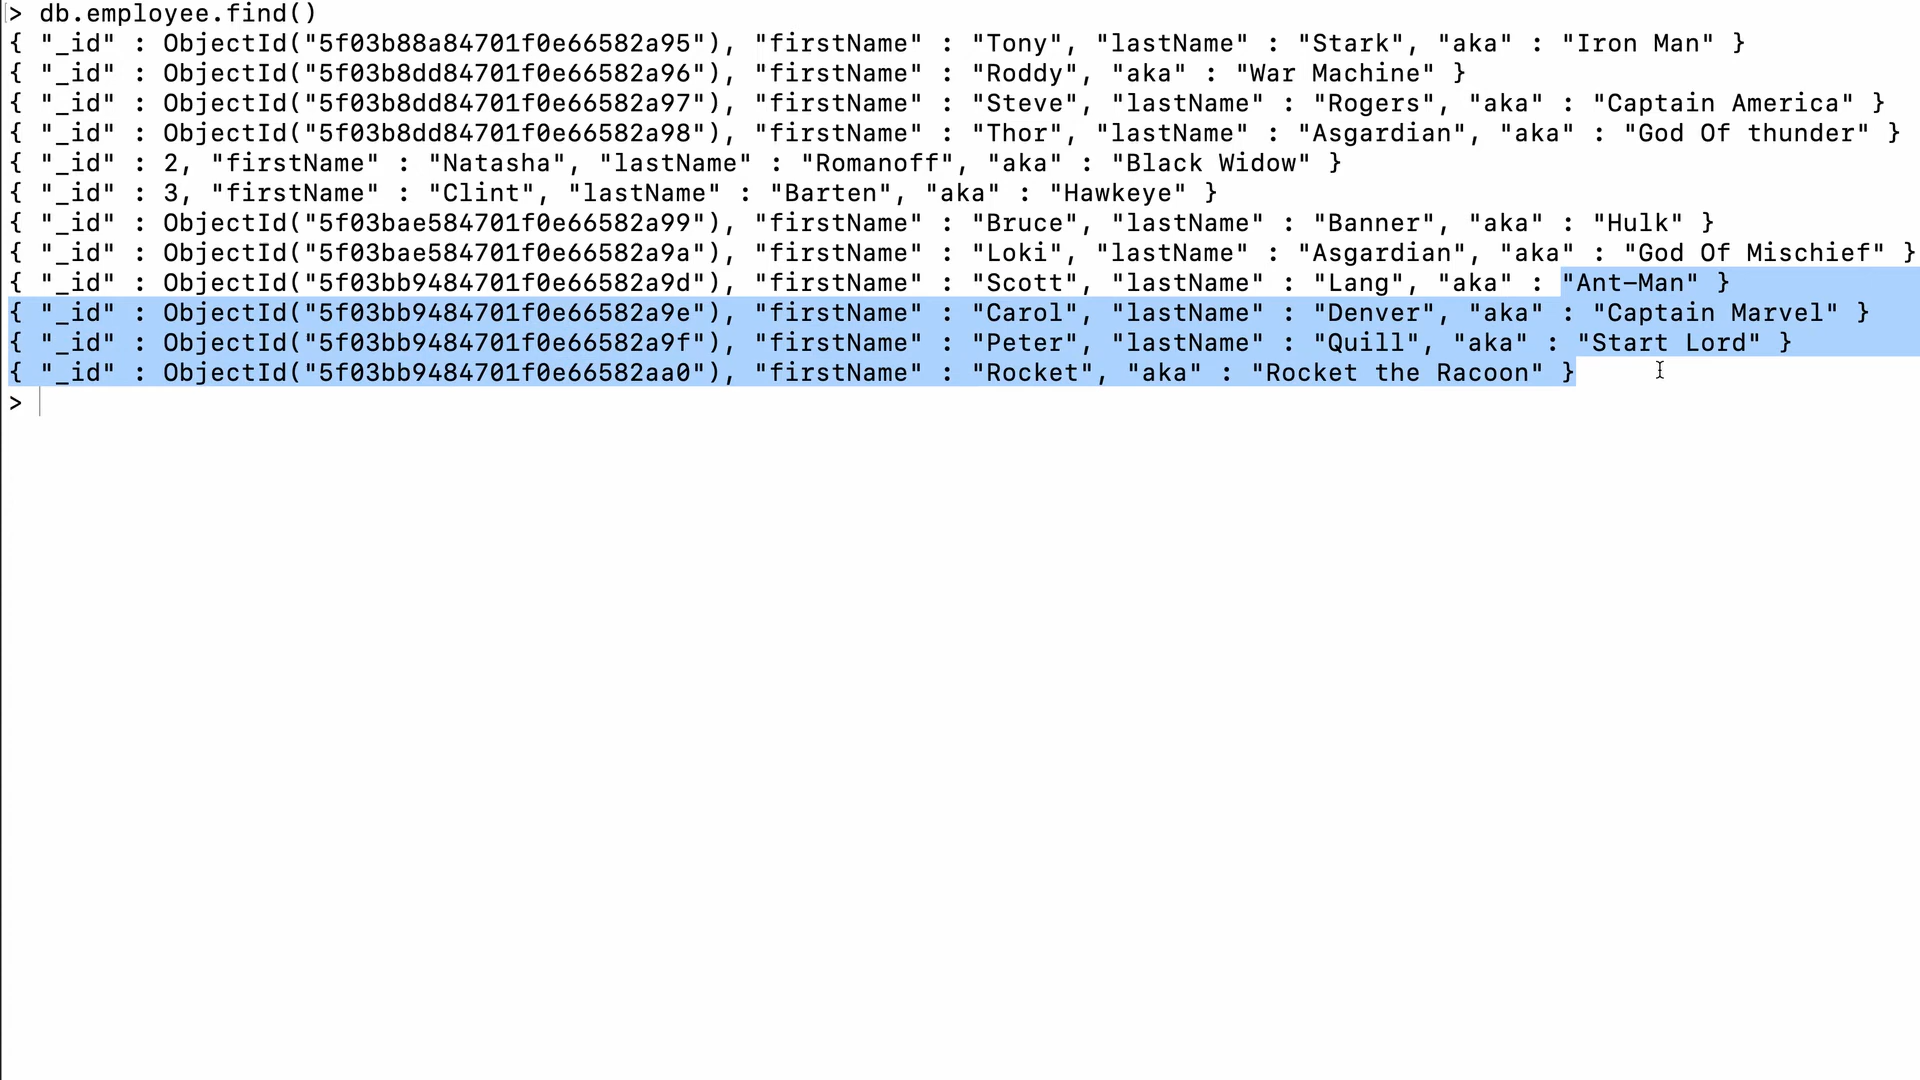 > db.employee.find()
{ "_id" : ObjectId("5f03b88a84701f0e66582a95"), "firstName" : "Tony", "lastName" : "Stark", "aka" : "Iron Man" }
{ "_id" : ObjectId("5f03b8dd84701f0e66582a96"), "firstName" : "Roddy", "aka" : "War Machine" }
{ "_id" : ObjectId("5f03b8dd84701f0e66582a97"), "firstName" : "Steve", "lastName" : "Rogers", "aka" : "Captain America" }
{ "_id" : ObjectId("5f03b8dd84701f0e66582a98"), "firstName" : "Thor", "lastName" : "Asgardian", "aka" : "God Of thunder" }
{ "_id" : 2, "firstName" : "Natasha", "lastName" : "Romanoff", "aka" : "Black Widow" }
{ "_id" : 3, "firstName" : "Clint", "lastName" : "Barten", "aka" : "Hawkeye" }
{ "_id" : ObjectId("5f03bae584701f0e66582a99"), "firstName" : "Bruce", "lastName" : "Banner", "aka" : "Hulk" }
{ "_id" : ObjectId("5f03bae584701f0e66582a9a"), "firstName" : "Loki", "lastName" : "Asgardian", "aka" : "God Of Mischief" }
{ "_id" : ObjectId("5f03bb9484701f0e66582a9d"), "firstName" : "Scott", "lastName" : "Lang", "aka" : "Ant-Man" }
{ "_id" : ObjectId("5f03bb9484701f0e66582a9e"), "firstName" : "Carol", "lastName" : "Denver", "aka" : "Captain Marvel" }
{ "_id" : ObjectId("5f03bb9484701f0e66582a9f"), "firstName" : "Peter", "lastName" : "Quill", "aka" : "Start Lord" }
{ "_id" : ObjectId("5f03bb9484701f0e66582aa0"), "firstName" : "Rocket", "aka" : "Rocket the Racoon" }
>